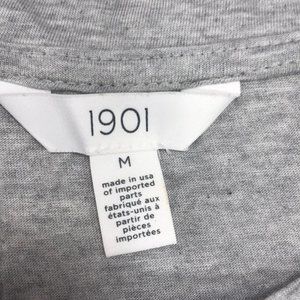 1901
M
made in usa
of imported
parts
fabriqué aux
états-unis à
partir de
pièces
importées